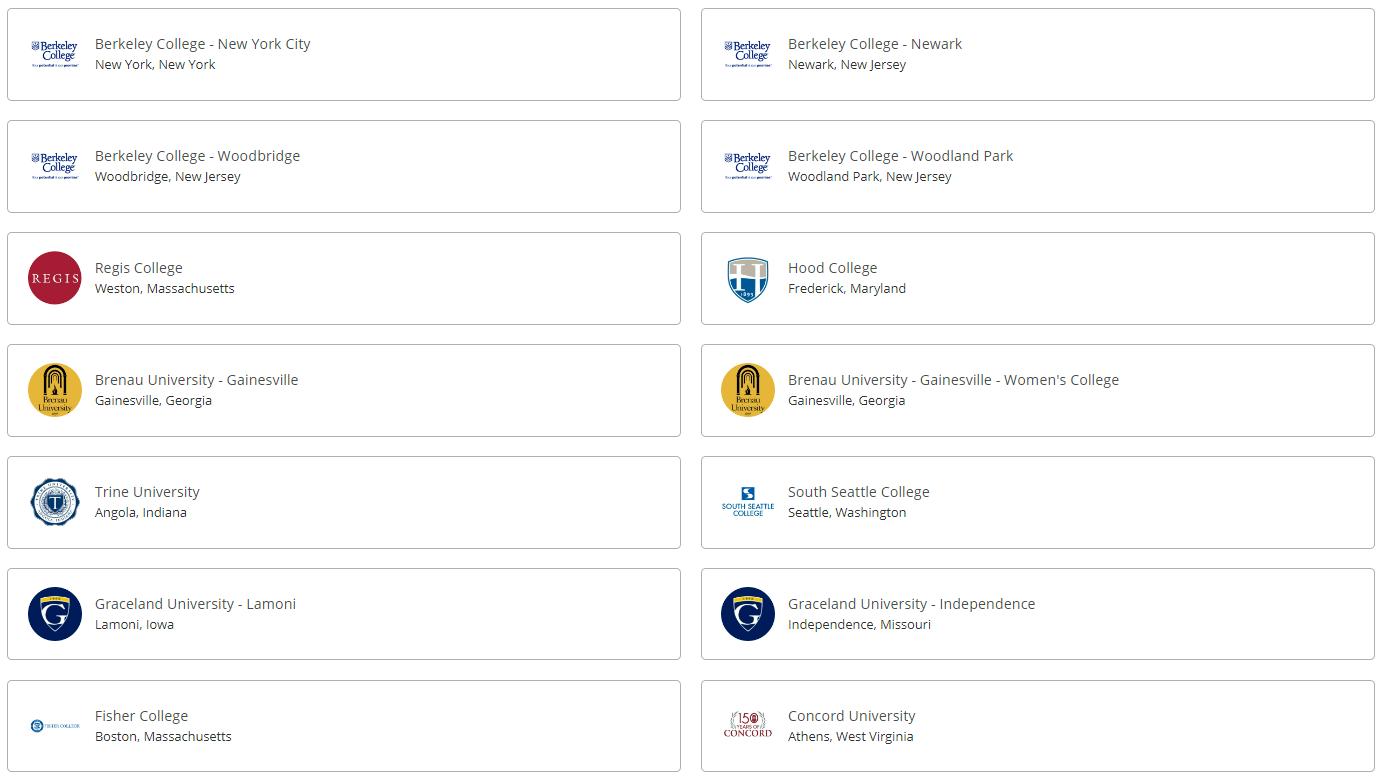 Berkeley College
Berkeley College - New York City
New York, New York
Berkeley College
Berkeley College - Newark
Newark, New Jersey
Berkeley College
Berkeley College - Woodbridge
Woodbridge, New Jersey
Berkeley College
Berkeley College - Woodland Park
Woodland Park, New Jersey
REGIS
Regis College
Weston, Massachusetts
H
Hood College
Frederick, Maryland
Brenau
University
Brenau University - Gainesville
Gainesville, Georgia
Brenau
University
Brenau University - Gainesville - Women's College
Gainesville, Georgia
T
Trine University
Angola, Indiana
SOUTH SEATTLE
COLLEGE
South Seattle College
Seattle, Washington
G
Graceland University - Lamoni
Lamoni, Iowa
G
Graceland University - Independence
Independence, Missouri
FISHER COLLEGE
Fisher College
Boston, Massachusetts
150
YEARS OF
CONCORD
Concord University
Athens, West Virginia